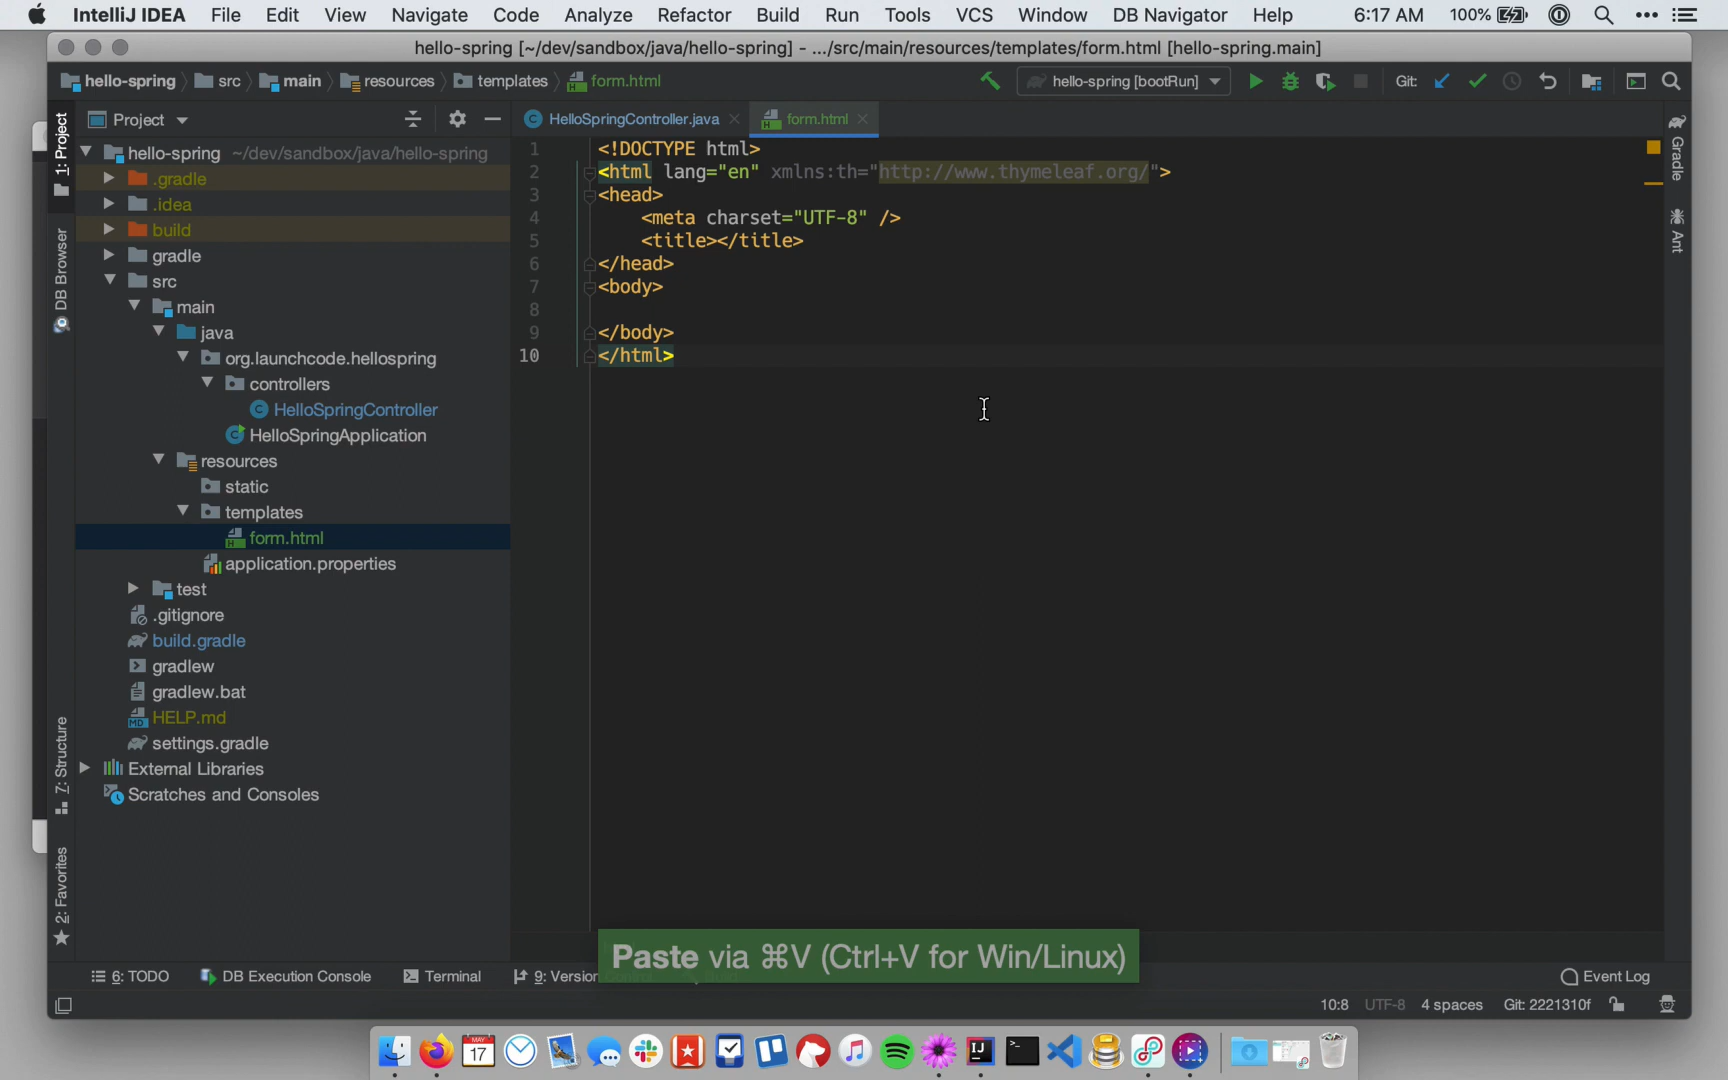 IntelliJ IDEA File Edit View Navigate Code Analyze Refactor Build Run Tools VCS Window DB Navigator Help 6:17 AM 100%
hello-spring [~/dev/sandbox/java/hello-spring] - .../src/main/resources/templates/form.html [hello-spring.main]
hello-spring src main resources templates form.html hello-spring [bootRun] Git:
Project HelloSpringController.java form.html
1: Project
DB Browser
7: Structure
2: Favorites
hello-spring ~/dev/sandbox/java/hello-spring
.gradle
.idea
build
gradle
src
main
java
org.launchcode.hellospring
controllers
HelloSpringController
HelloSpringApplication
resources
static
templates
form.html
application.properties
test
.gitignore
build.gradle
gradlew
gradlew.bat
HELP.md
settings.gradle
External Libraries
Scratches and Consoles
1 <!DOCTYPE html>
2 <html lang="en" xmlns:th="http://www.thymeleaf.org/">
3 <head>
4 <meta charset="UTF-8" />
5 <title></title>
6 </head>
7 <body>
8
9 </body>
10 </html>
Gradle
Ant
Paste via ⌘V (Ctrl+V for Win/Linux)
6: TODO DB Execution Console Terminal 9: Version Event Log
10:8 UTF-8 4 spaces Git: 2221310f
MAY
17